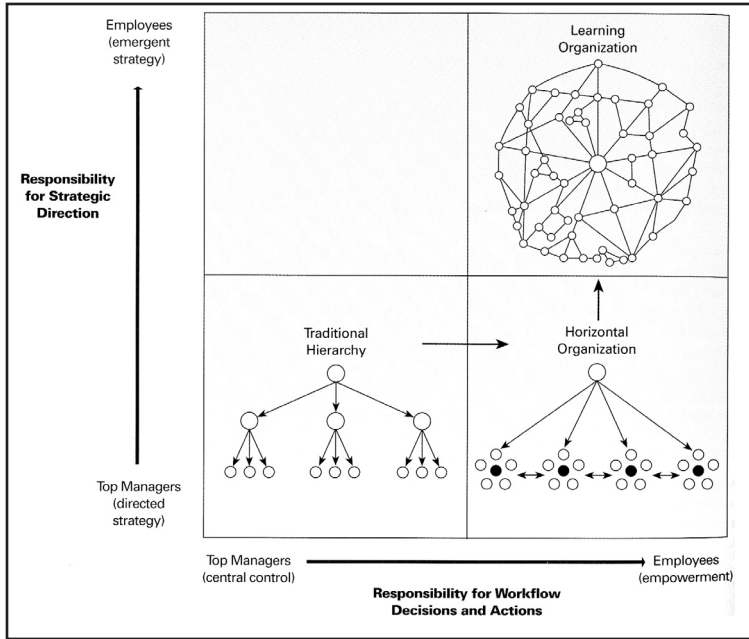 Employees
(emergent
strategy)
Learning
Organization
Responsibility
for Strategic
Direction
Traditional
Hierarchy
Horizontal
Organization
Top Managers
(directed
strategy)
Top Managers
(central control)
Employees
(empowerment)
Responsibility for Workflow
Decisions and Actions